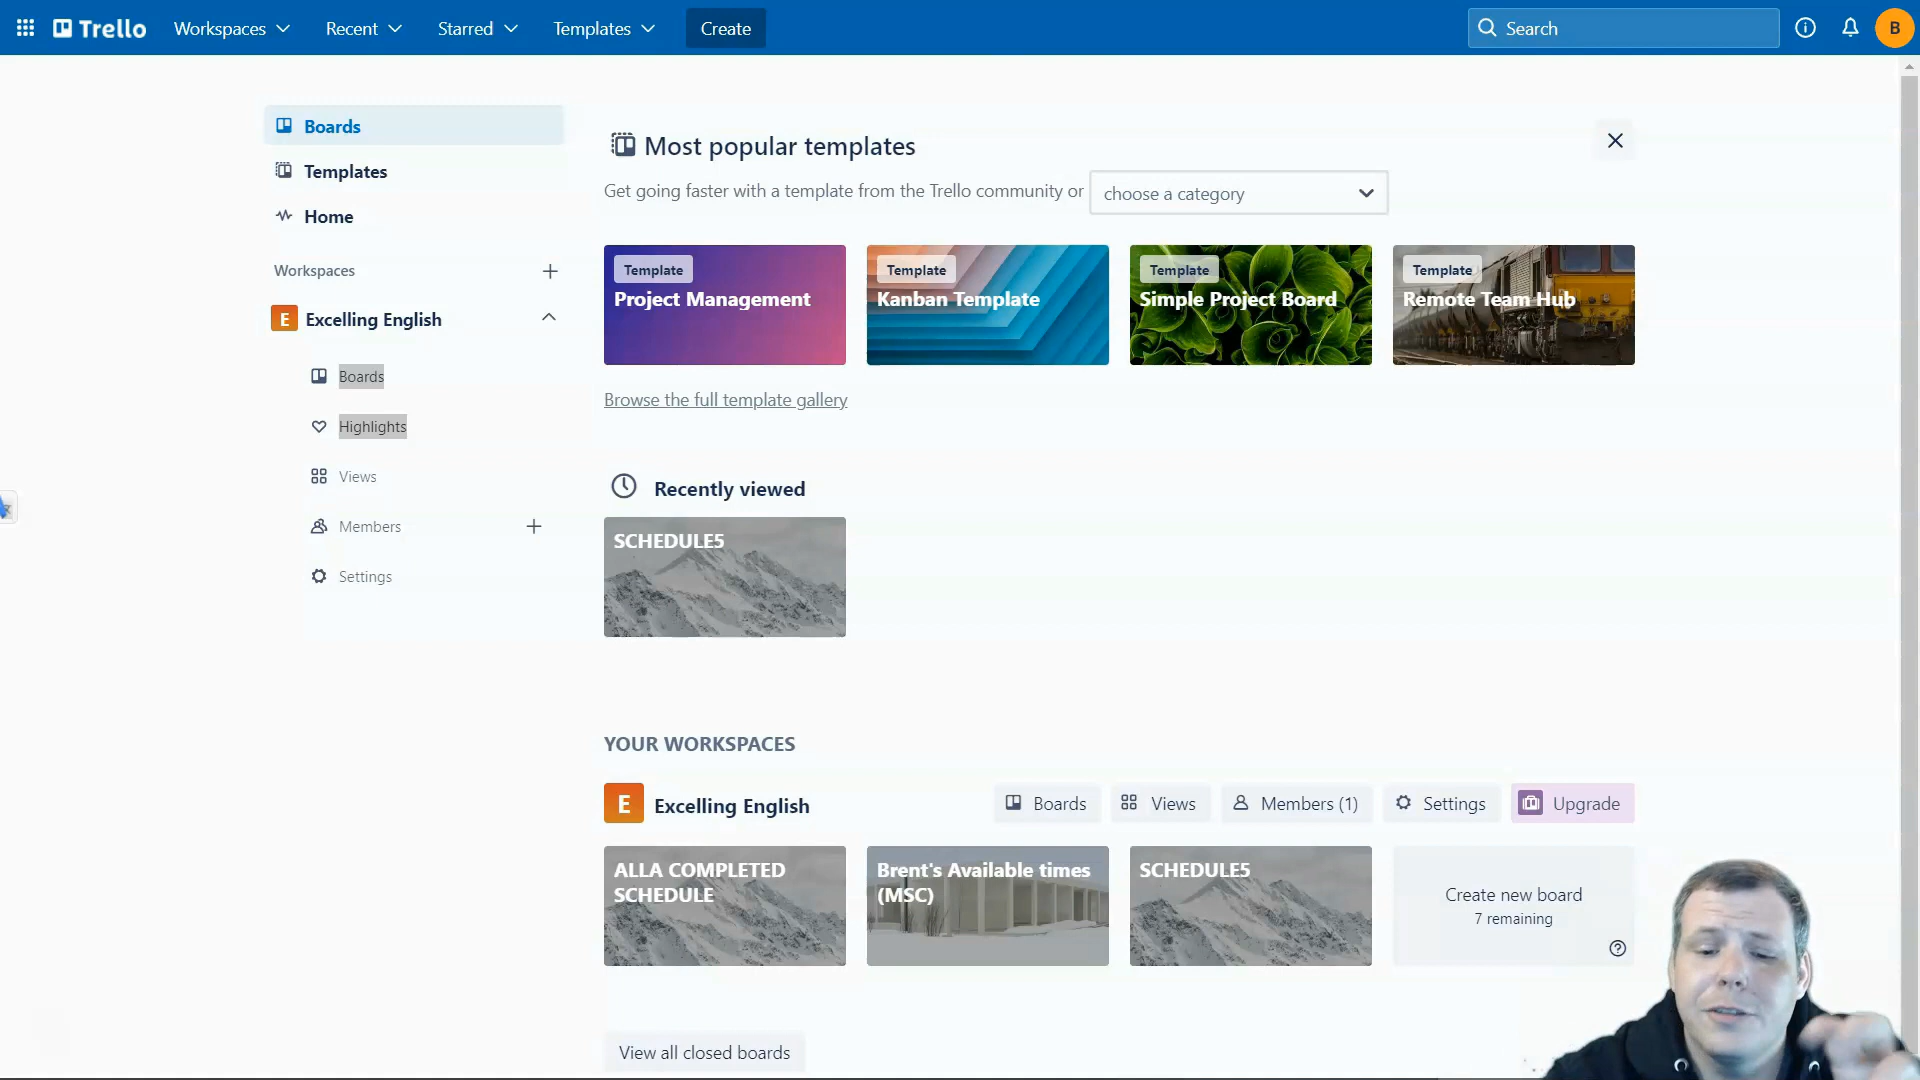 Trello
Workspaces
Recent
Starred
Templates
Create
Search
B
Boards
Templates
Home
Workspaces
E Excelling English
Boards
Highlights
Views
Members
Settings
Most popular templates
Get going faster with a template from the Trello community or
choose a category
Template
Project Management
Template
Kanban Template
Template
Simple Project Board
Template
Remote Team Hub
Browse the full template gallery
Recently viewed
SCHEDULE5
YOUR WORKSPACES
E Excelling English
Boards
Views
Members (1)
Settings
Upgrade
ALLA COMPLETED
SCHEDULE
Brent's Available times
(MSC)
SCHEDULE5
Create new board
7 remaining
View all closed boards